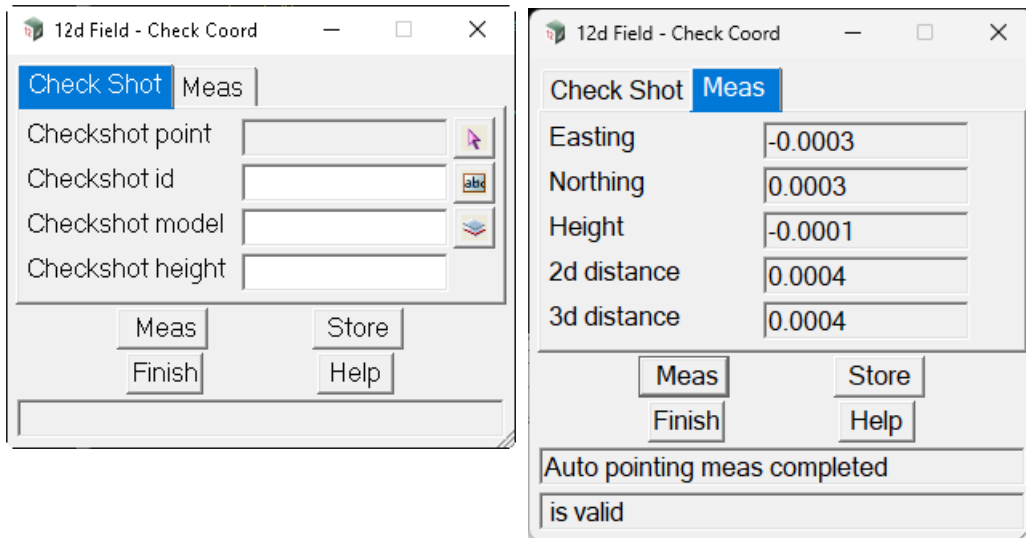 12d Field - Check Coord
Check Shot Meas
Checkshot point
Checkshot id
abc
Checkshot model
Checkshot height
Meas Store
Finish Help
12d Field - Check Coord
Check Shot Meas
Easting -0.0003
Northing 0.0003
Height -0.0001
2d distance 0.0004
3d distance 0.0004
Meas Store
Finish Help
Auto pointing meas completed
is valid